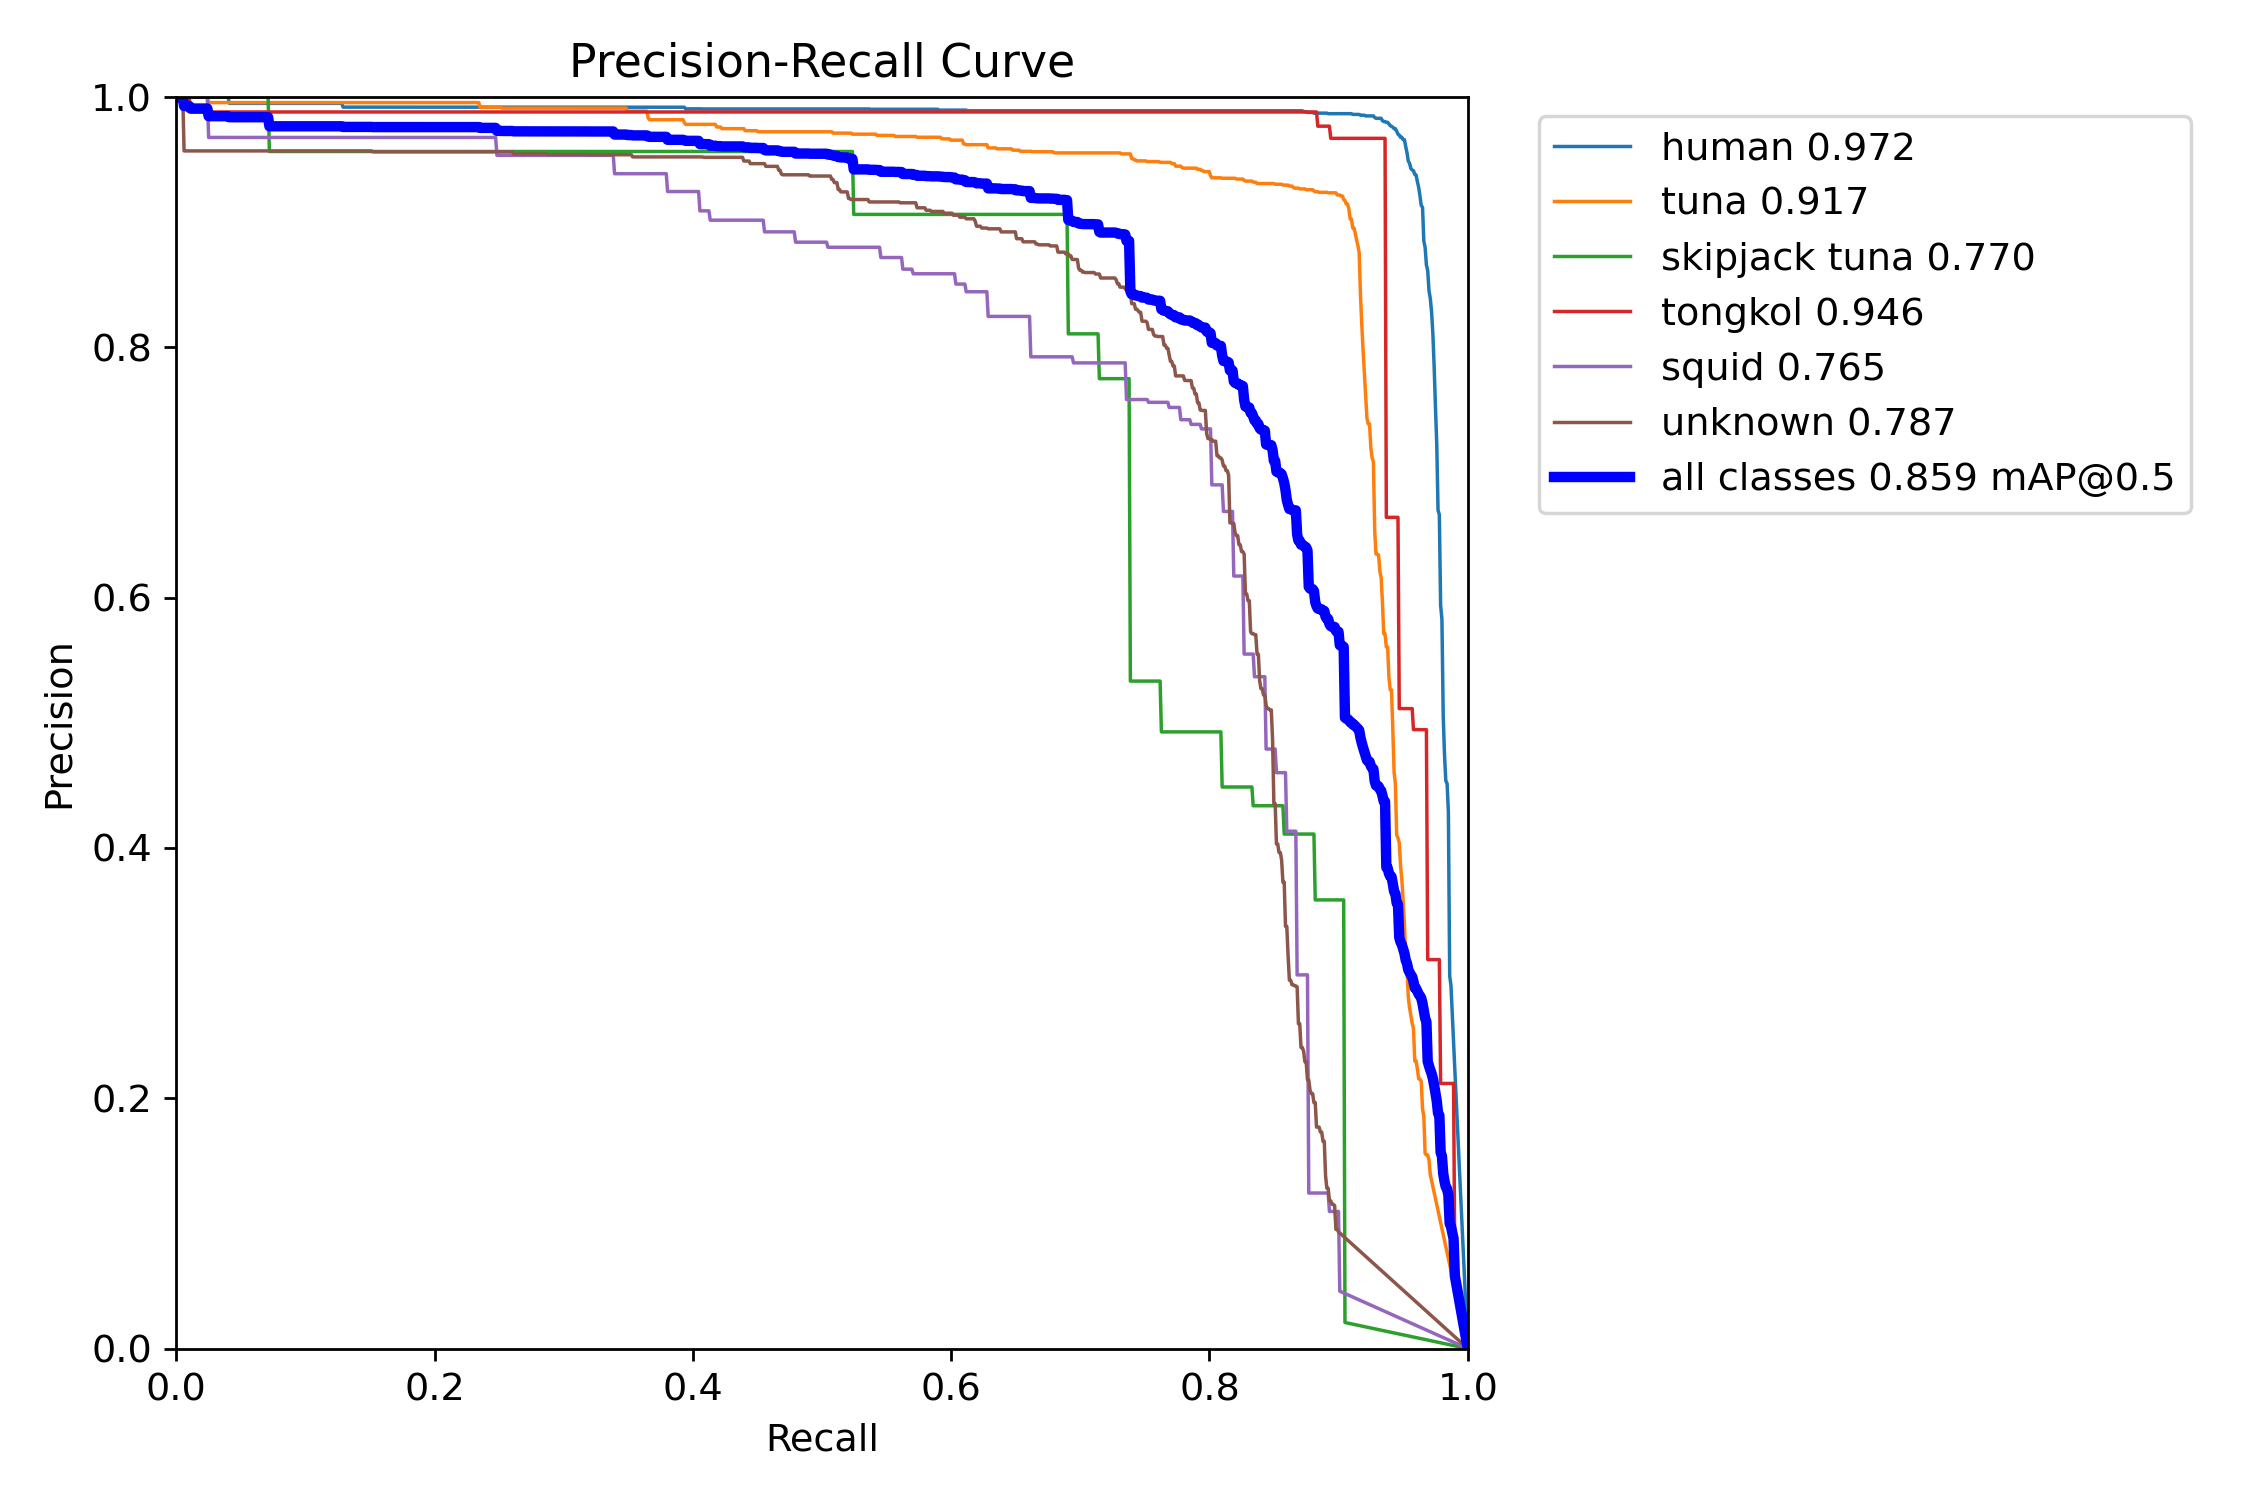 Precision-Recall Curve
1.0
0.8
0.6
0.4
0.2
0.0
Precision
0.0 0.2 0.4 0.6 0.8 1.0
Recall
human 0.972
tuna 0.917
skipjack tuna 0.770
tongkol 0.946
squid 0.765
unknown 0.787
all classes 0.859 mAP@0.5